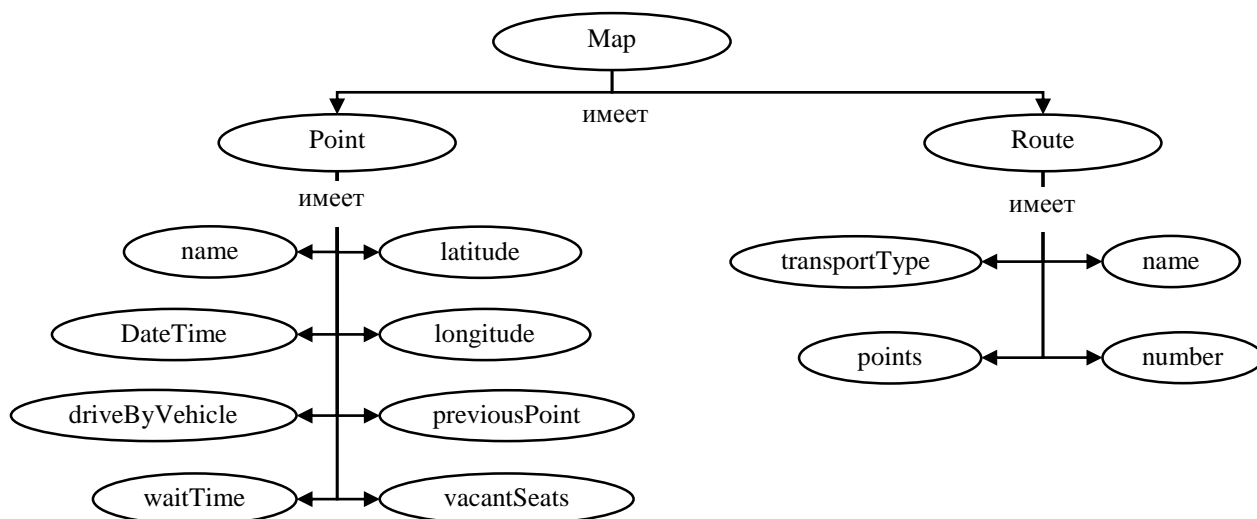 Map
имеет
Point
Route
имеет
имеет
name
latitude
transportType
name
DateTime
longitude
points
number
driveByVehicle
previousPoint
waitTime
vacantSeats